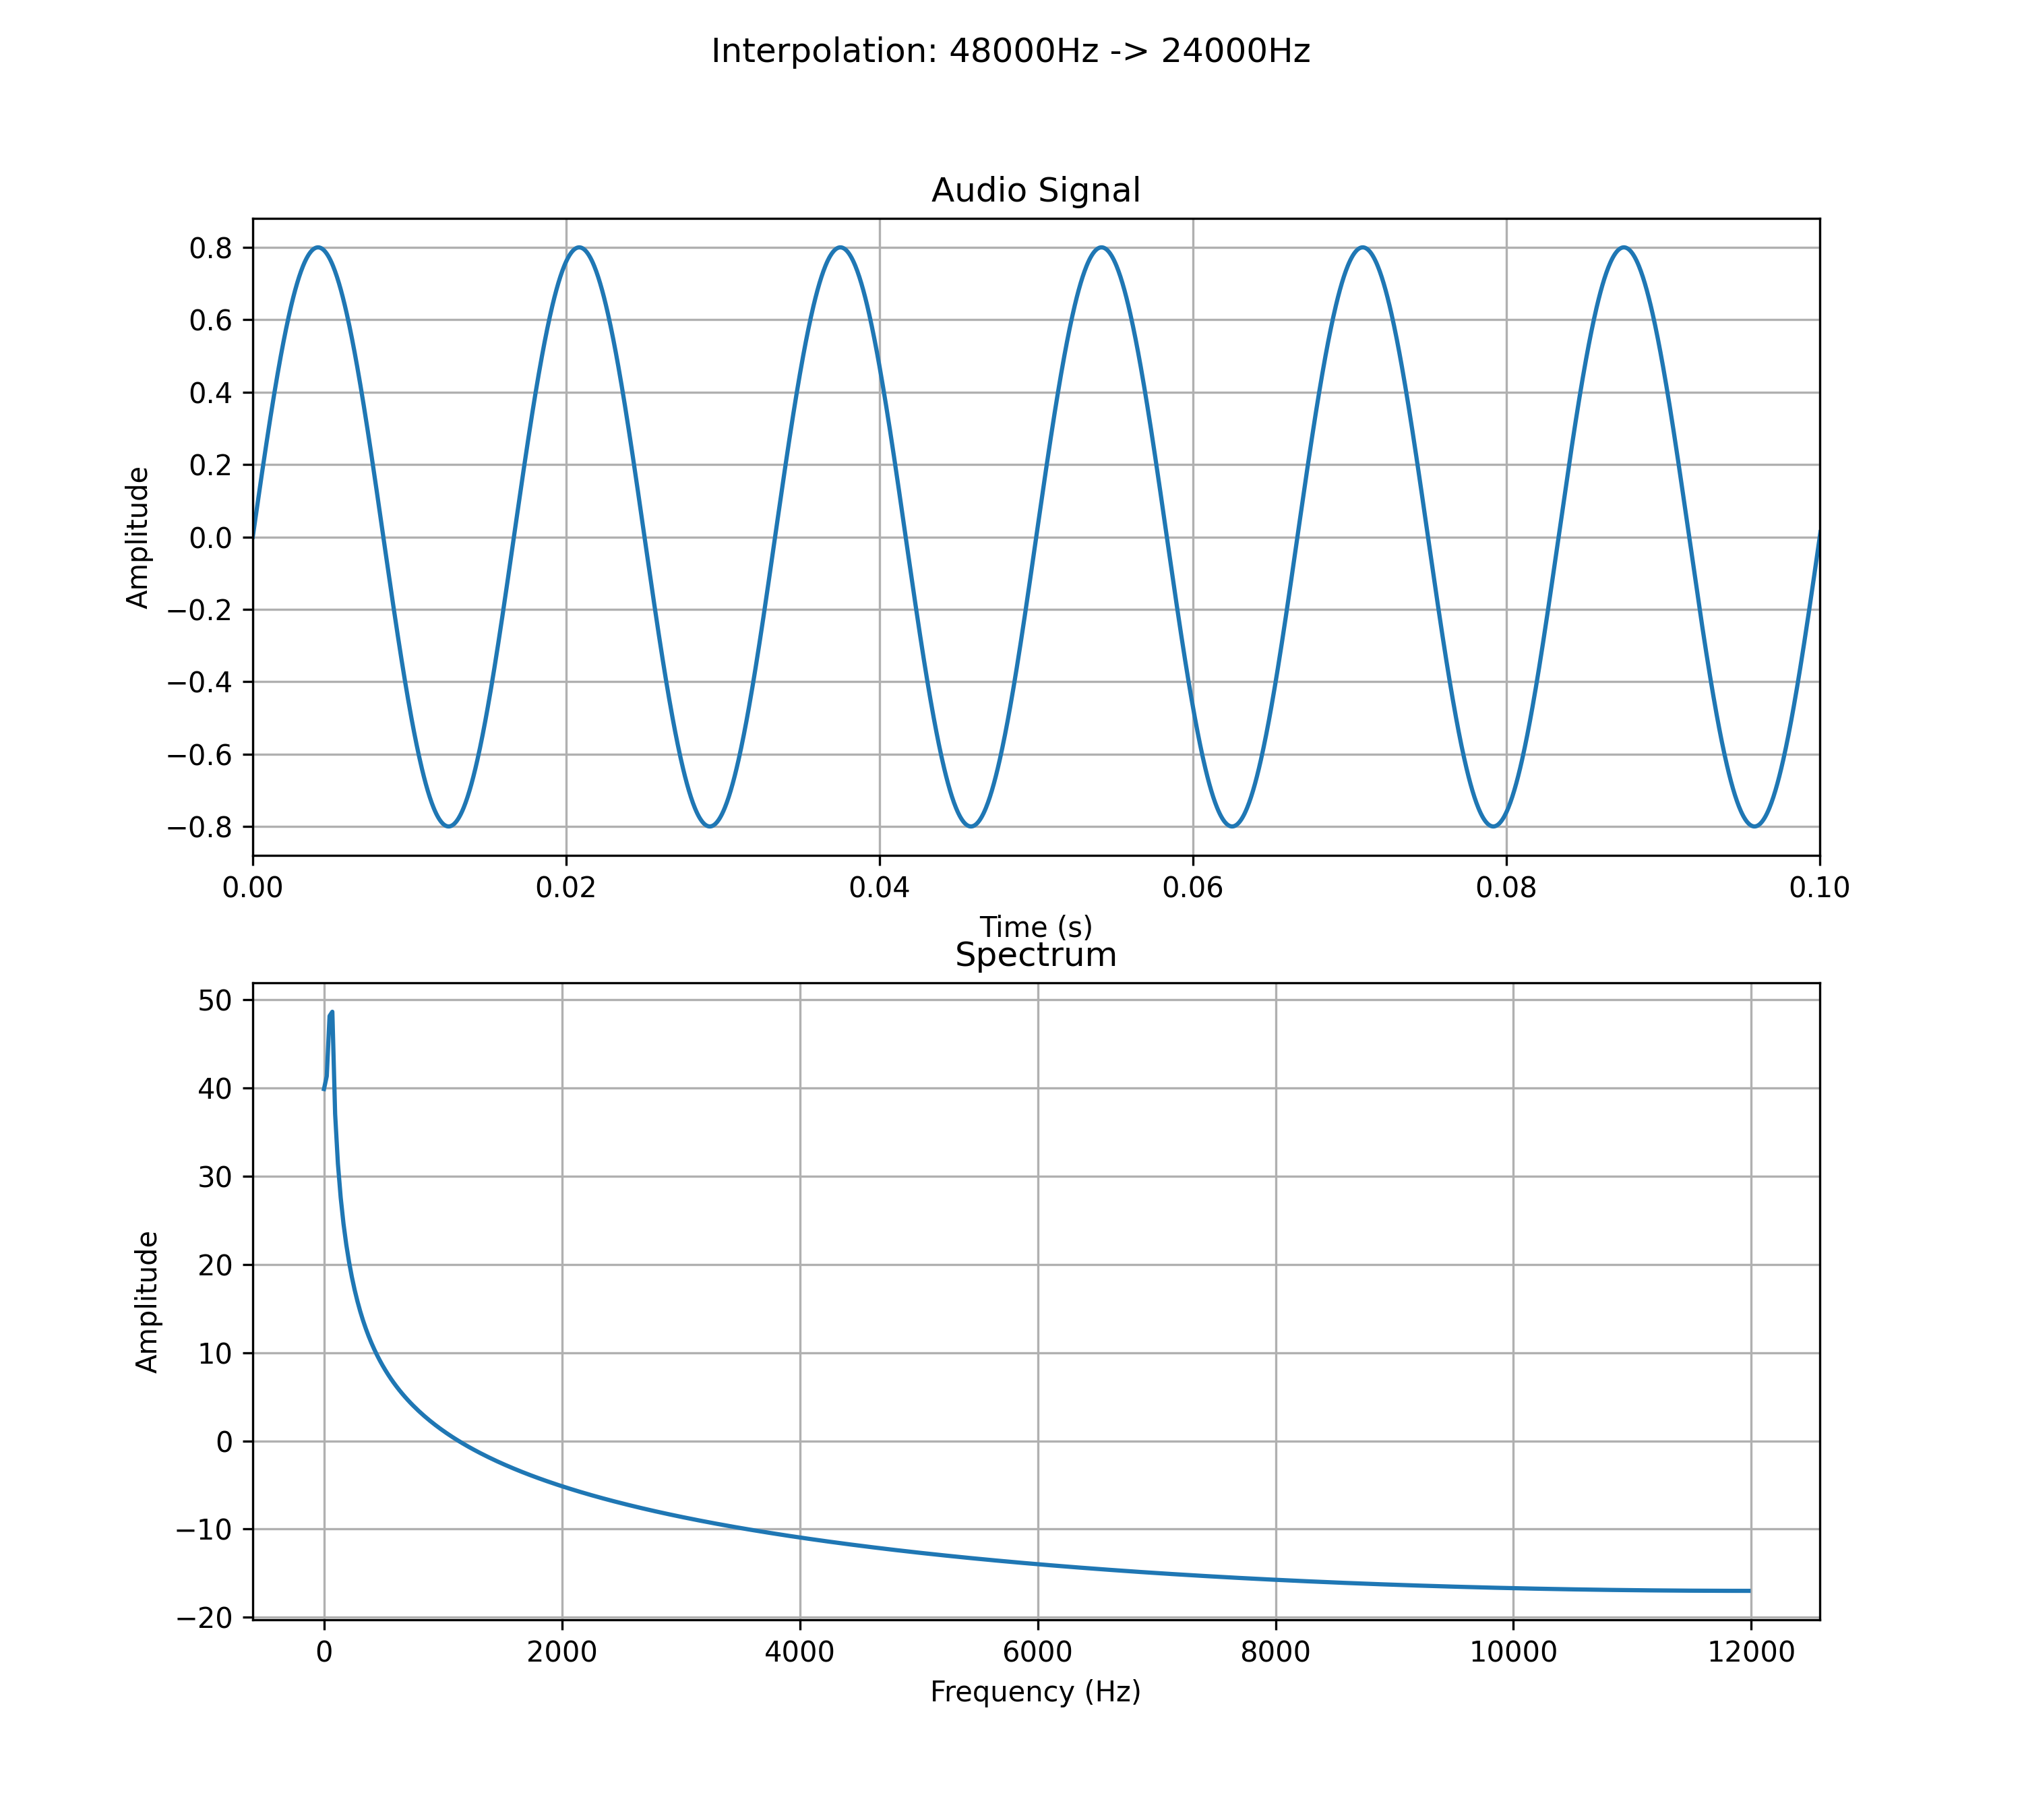 Interpolation: 48000Hz -> 24000Hz
Audio Signal
Amplitude
0.8
0.6
0.4
0.2
0.0
−0.2
−0.4
−0.6
−0.8
0.00 0.02 0.04 0.06 0.08 0.10
Time (s)
Spectrum
Amplitude
50
40
30
20
10
0
−10
−20
0 2000 4000 6000 8000 10000 12000
Frequency (Hz)